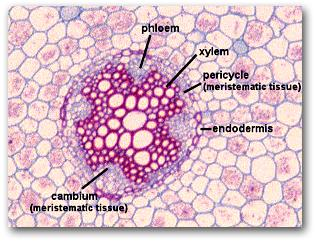 phloem
xylem
pericycle
(meristematic tissue)
endodermis
cambium
(meristematic tissue)